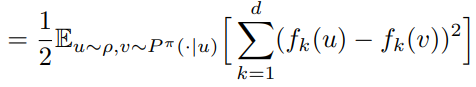 = \frac{1}{2} \mathbb{E}_{u \sim \rho, v \sim P^{\pi}(\cdot|u)} \Big[ \sum_{k=1}^{d} (f_k(u) - f_k(v))^2 \Big]